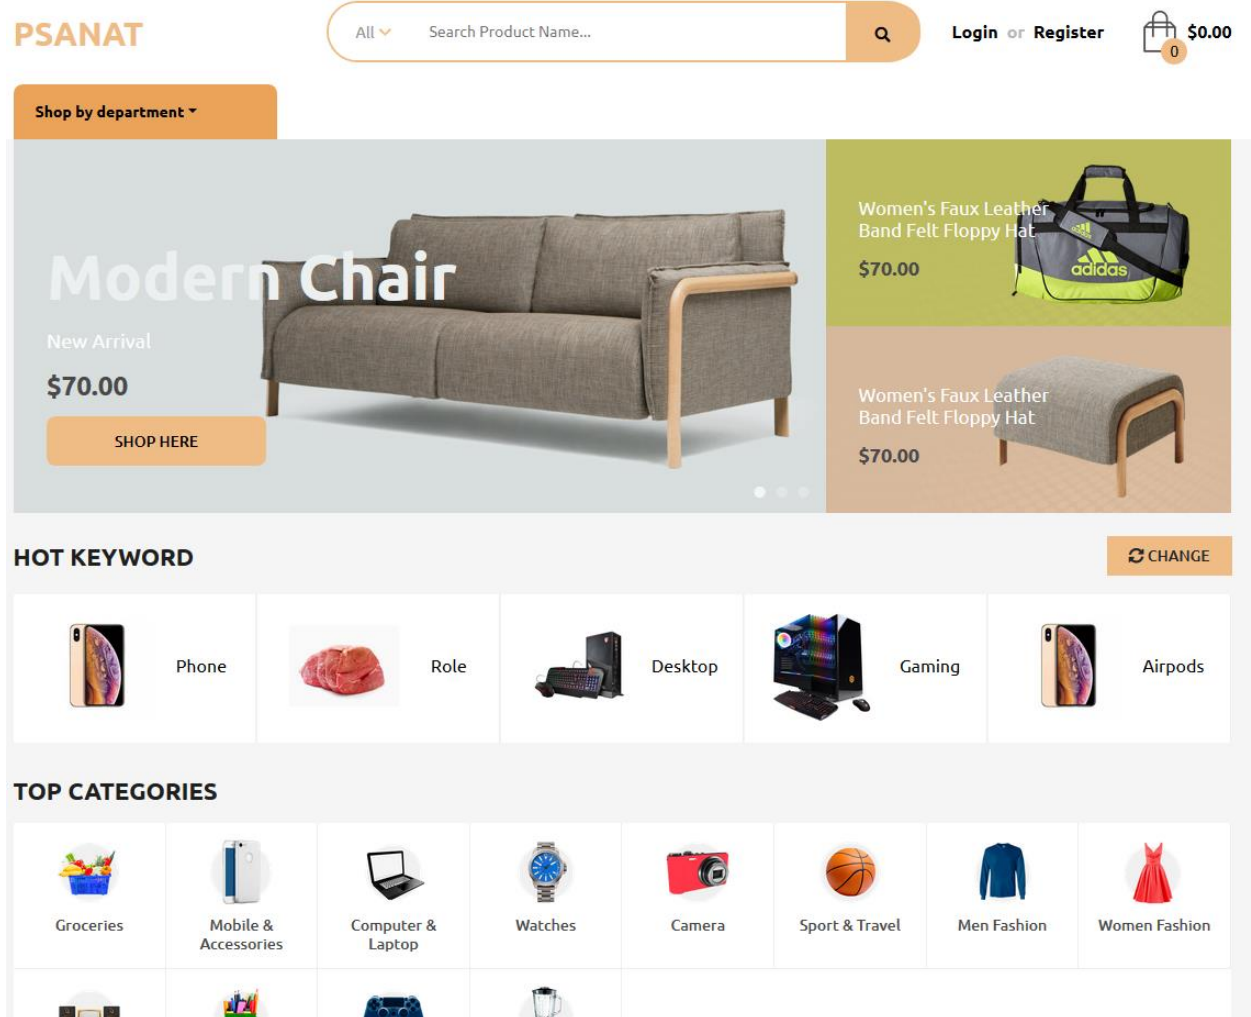 PSANAT
All
Search Product Name...
Login or Register
$0.00
0
Shop by department
Modern Chair
New Arrival
$70.00
SHOP HERE
Women's Faux Leather
Band Felt Floppy Hat
$70.00
adidas
Women's Faux Leather
Band Felt Floppy Hat
$70.00
HOT KEYWORD
CHANGE
Phone
Role
Desktop
Gaming
Airpods
TOP CATEGORIES
Groceries
Mobile &
Accessories
Computer &
Laptop
Watches
Camera
Sport & Travel
Men Fashion
Women Fashion